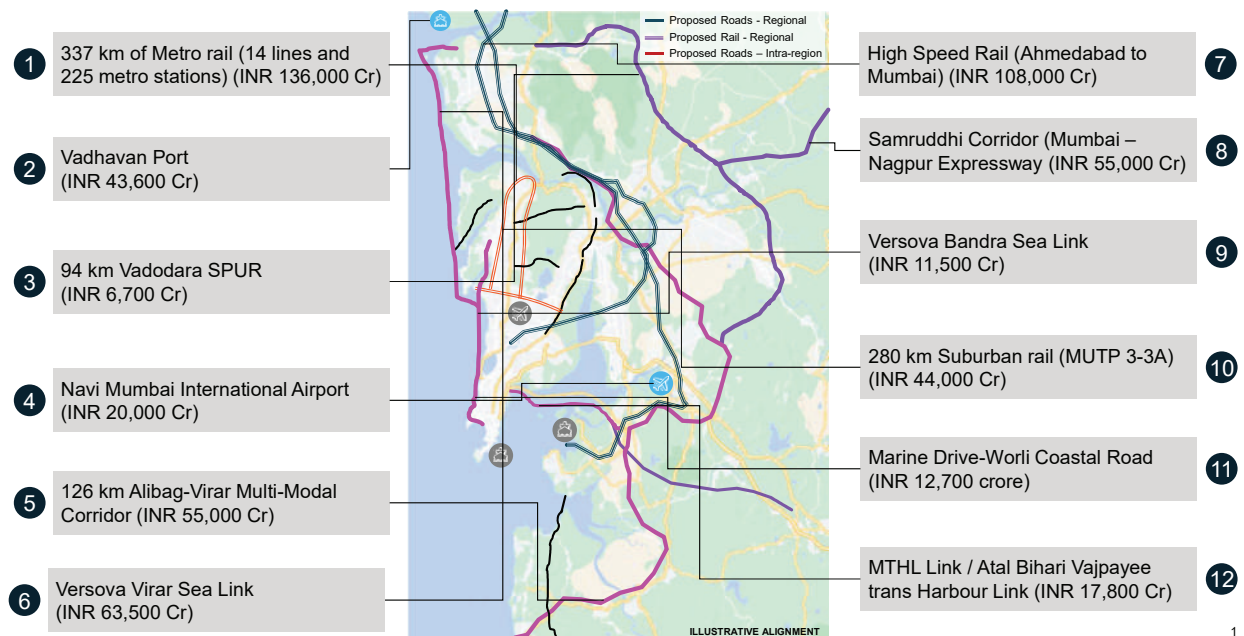 Proposed Roads - Regional
Proposed Rail - Regional
Proposed Roads – Intra-region
1
337 km of Metro rail (14 lines and
225 metro stations) (INR 136,000 Cr)
2
Vadhavan Port
(INR 43,600 Cr)
3
94 km Vadodara SPUR
(INR 6,700 Cr)
4
Navi Mumbai International Airport
(INR 20,000 Cr)
5
126 km Alibag-Virar Multi-Modal
Corridor (INR 55,000 Cr)
6
Versova Virar Sea Link
(INR 63,500 Cr)
High Speed Rail (Ahmedabad to
Mumbai) (INR 108,000 Cr)
7
Samruddhi Corridor (Mumbai –
Nagpur Expressway (INR 55,000 Cr)
8
Versova Bandra Sea Link
(INR 11,500 Cr)
9
280 km Suburban rail (MUTP 3-3A)
(INR 44,000 Cr)
10
Marine Drive-Worli Coastal Road
(INR 12,700 crore)
11
MTHL Link / Atal Bihari Vajpayee
trans Harbour Link (INR 17,800 Cr)
12
ILLUSTRATIVE ALIGNMENT
1